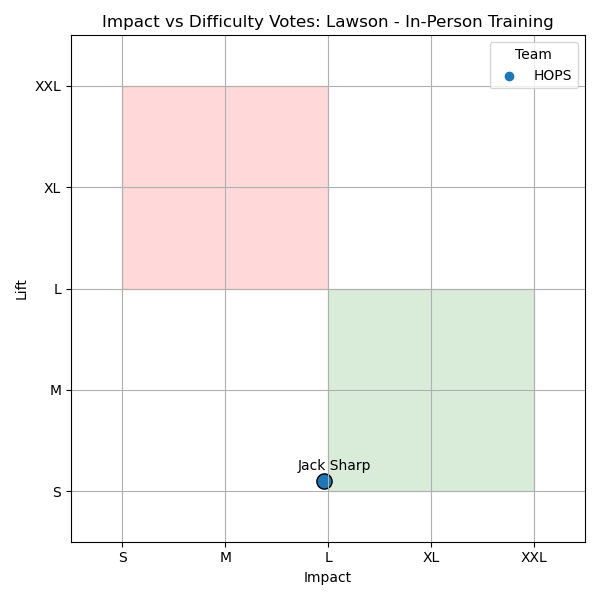 Impact vs Difficulty Votes: Lawson - In-Person Training
Team
HOPS
XXL
XL
L
M
S
Lift
Jack Sharp
S
M
L
XL
XXL
Impact